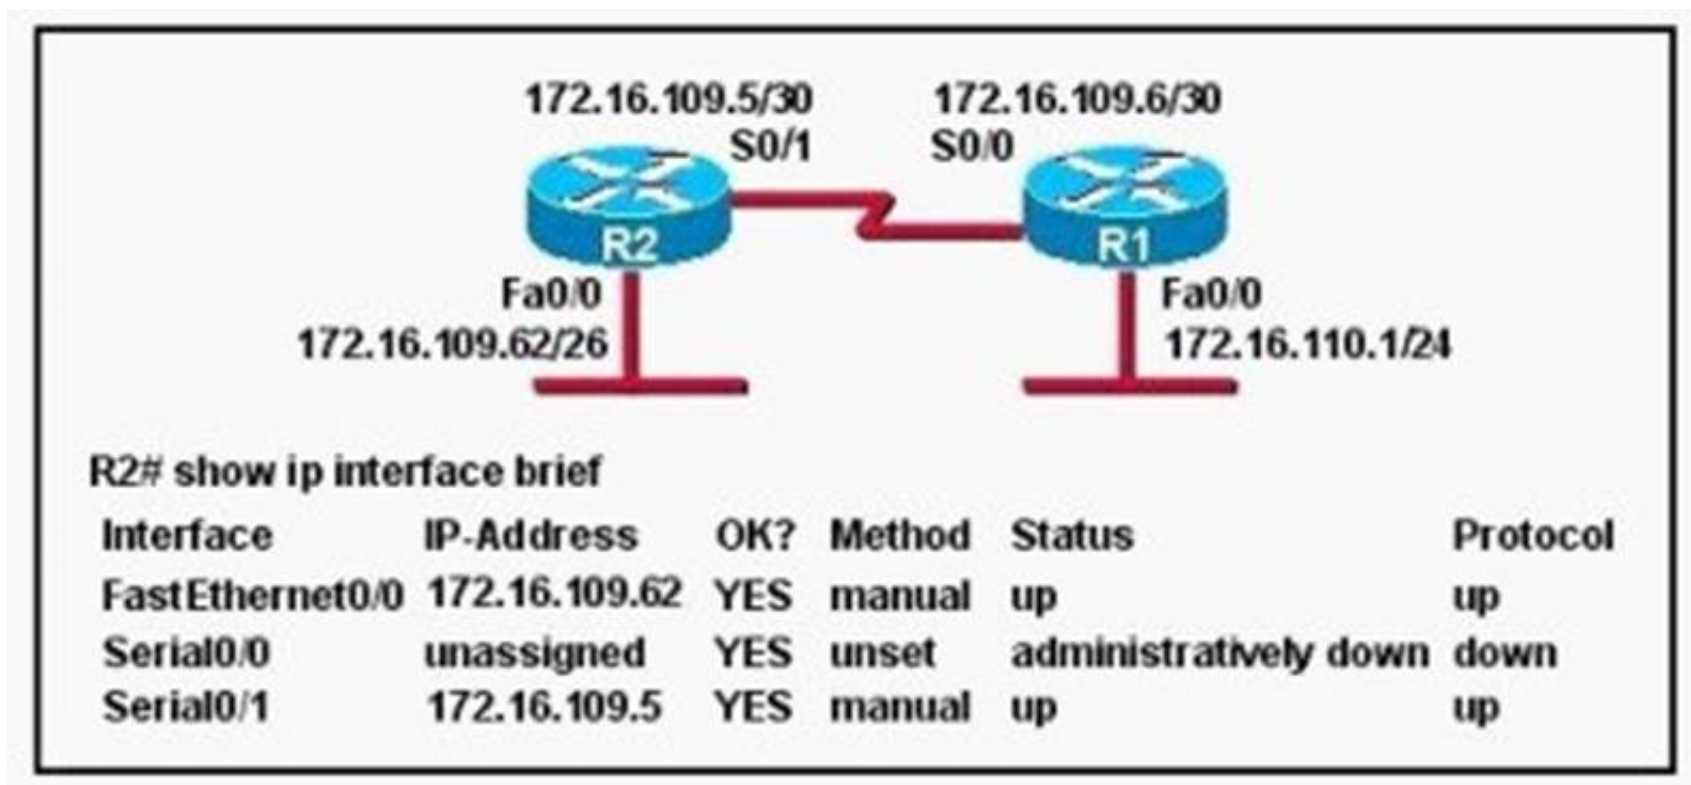 172.16.109.5/30 172.16.109.6/30
S0/1 S0/0
R2 R1
Fa0/0 Fa0/0
172.16.109.62/26 172.16.110.1/24
R2# show ip interface brief
Interface IP-Address OK? Method Status Protocol
FastEthernet0/0 172.16.109.62 YES manual up up
Serial0/0 unassigned YES unset administratively down down
Serial0/1 172.16.109.5 YES manual up up